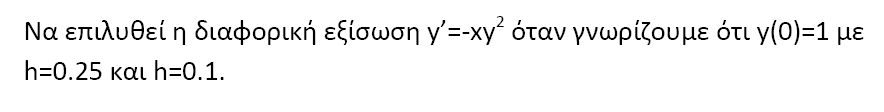 Να επιλυθεί η διαφορική εξίσωση y’=-xy² όταν γνωρίζουμε ότι y(0)=1 με
h=0.25 και h=0.1.